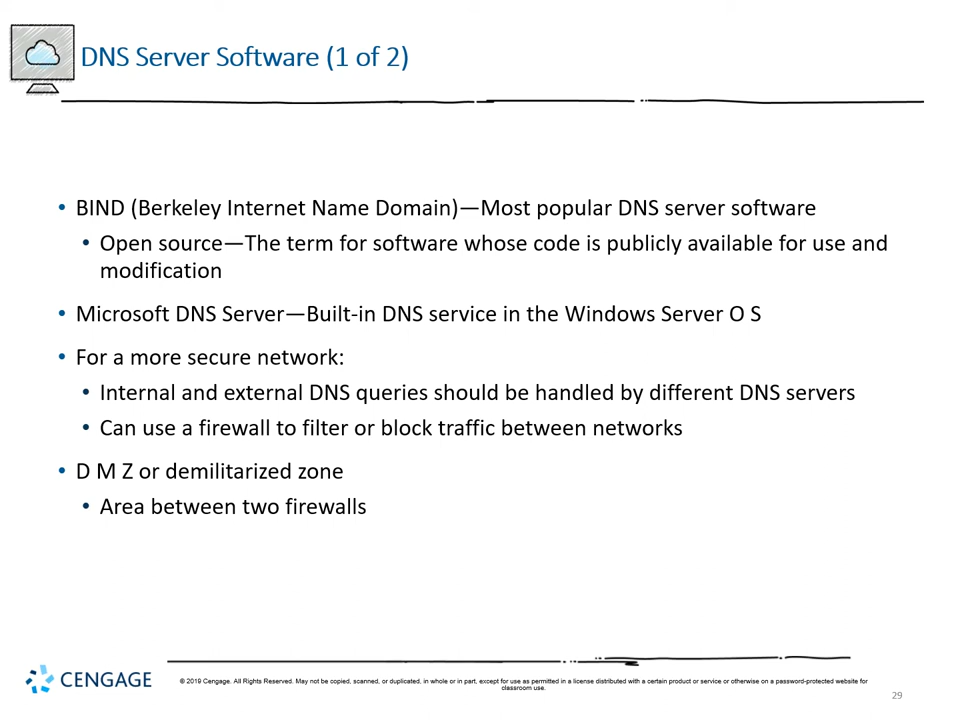 DNS Server Software (1 of 2)
• BIND (Berkeley Internet Name Domain)—Most popular DNS server software
• Open source—The term for software whose code is publicly available for use and
modification
• Microsoft DNS Server—Built-in DNS service in the Windows Server O S
• For a more secure network:
• Internal and external DNS queries should be handled by different DNS servers
• Can use a firewall to filter or block traffic between networks
• D M Z or demilitarized zone
• Area between two firewalls
CENGAGE
© 2019 Cengage. All Rights Reserved. May not be copied, scanned, or duplicated, in whole or in part, except for use as permitted in a license distributed with a certain product or service or otherwise on a password-protected website for
classroom use.
29